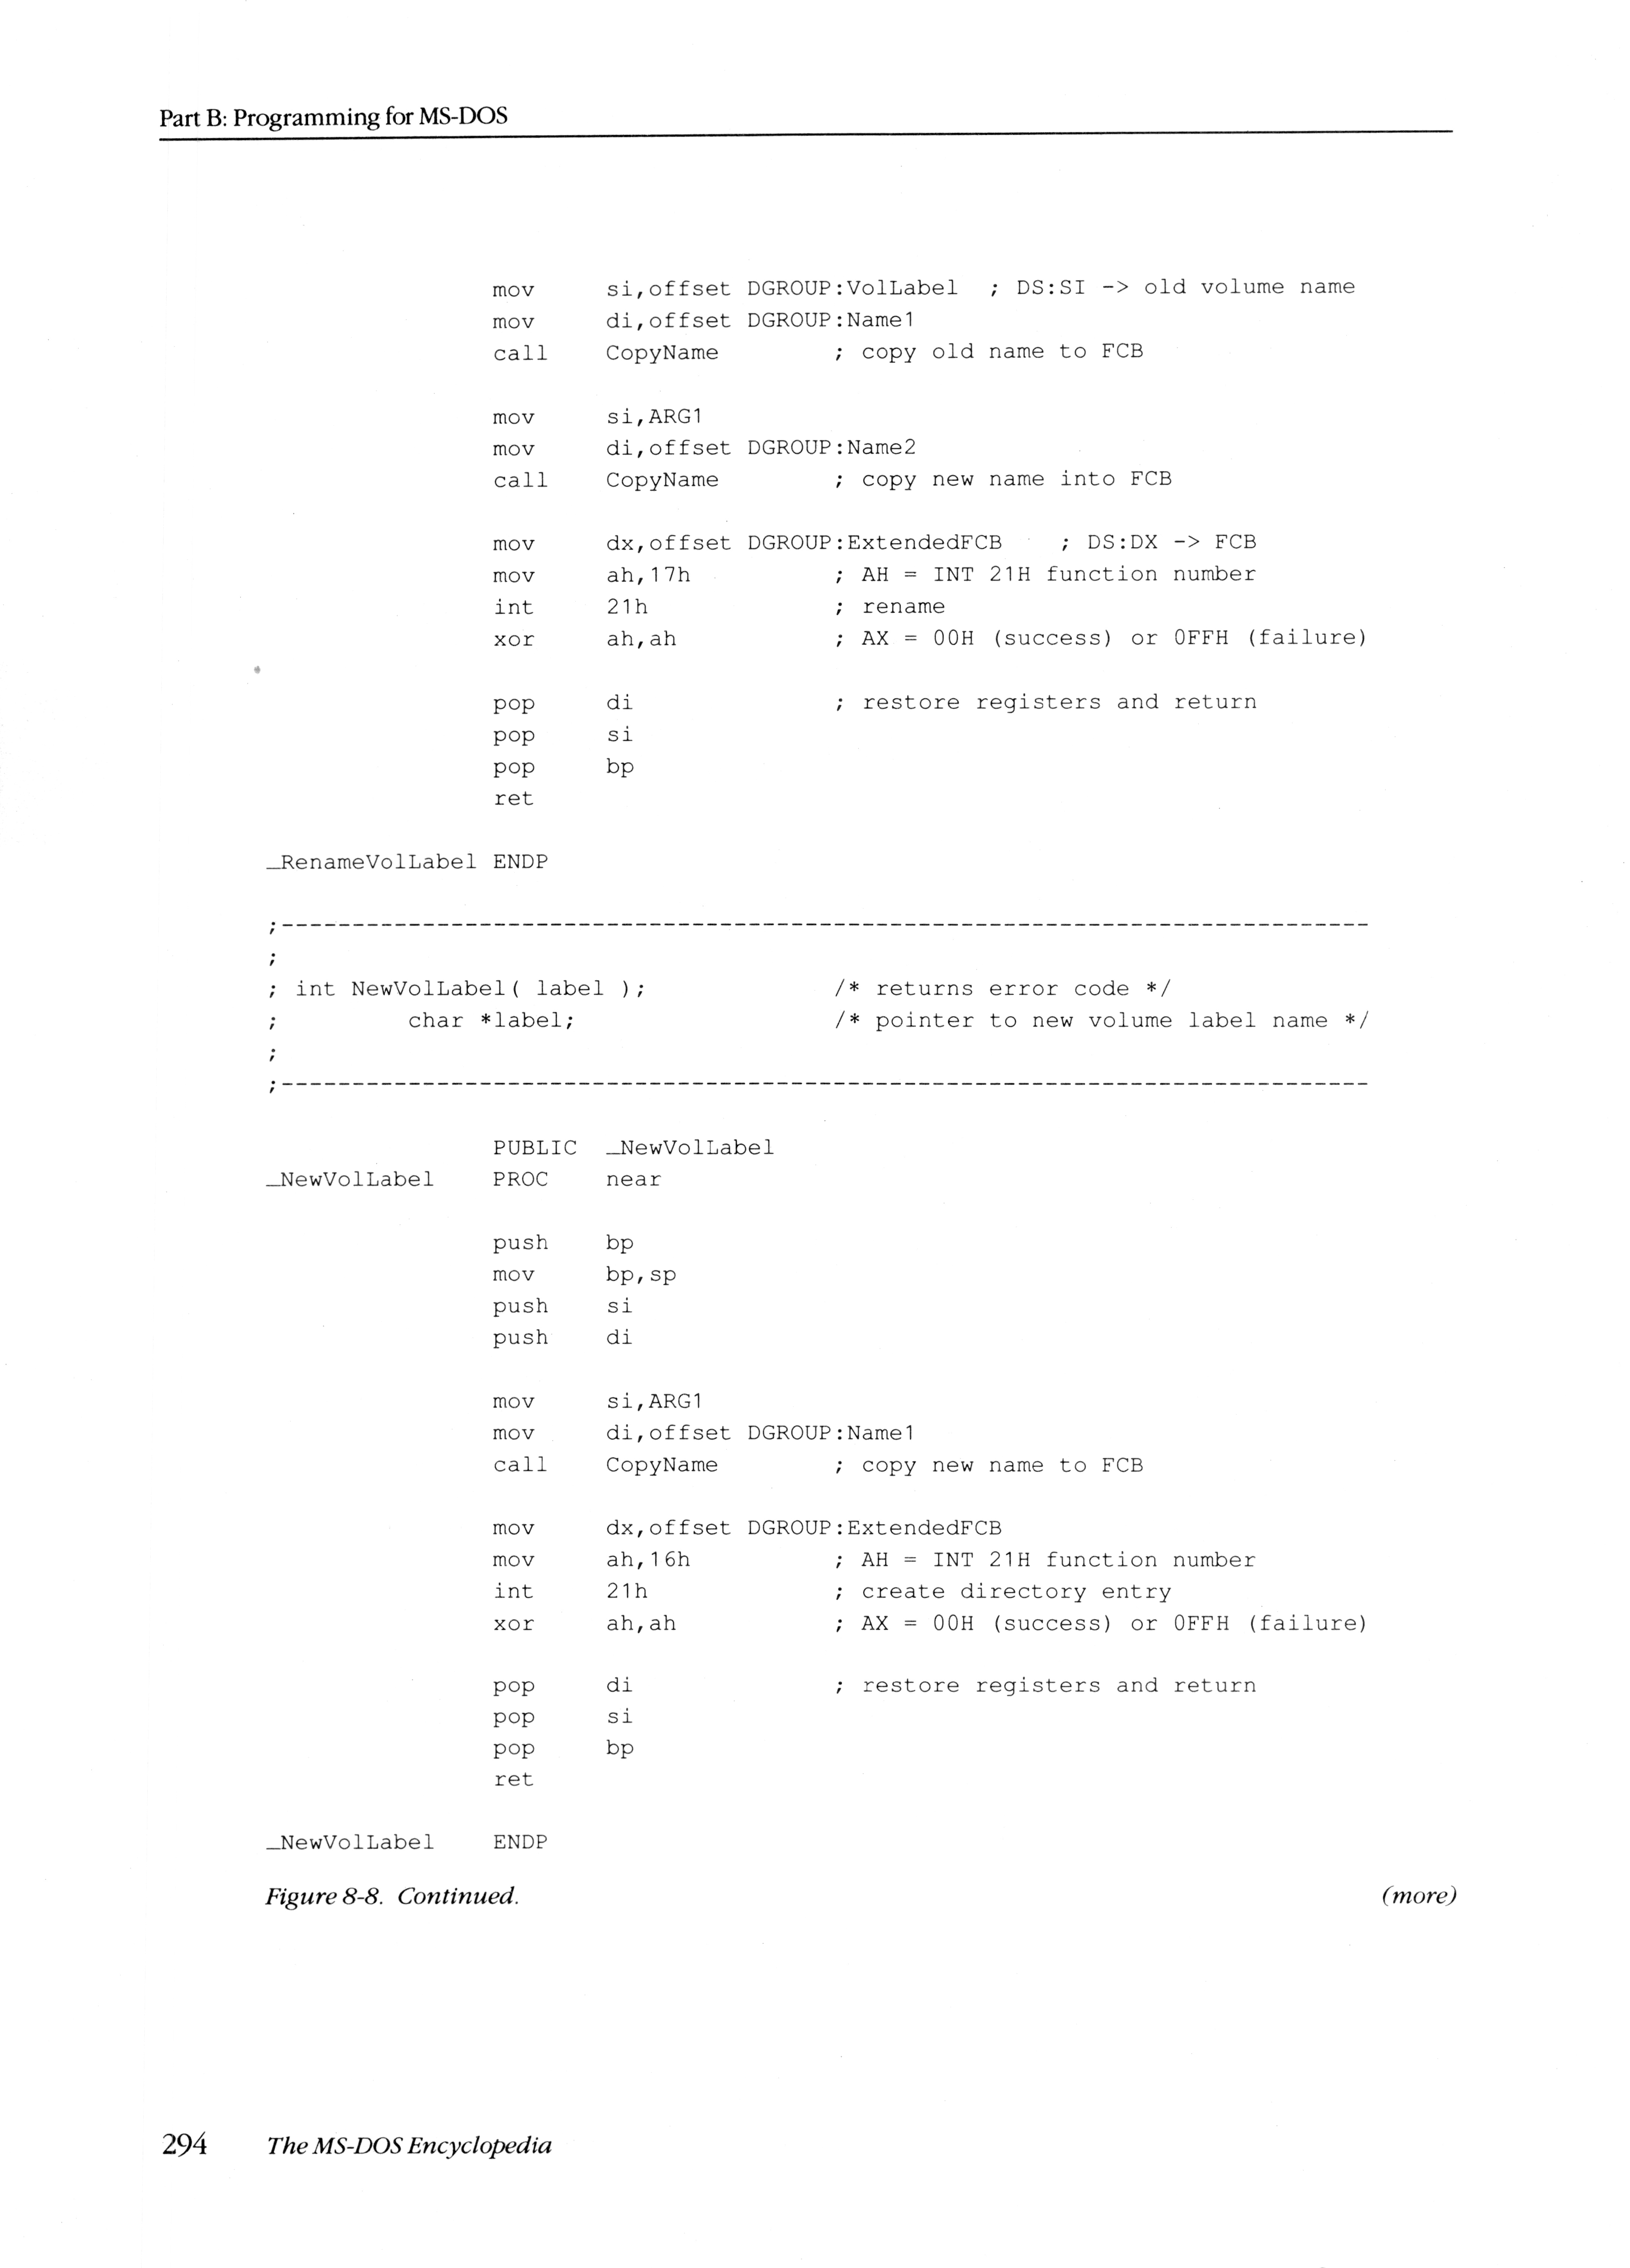 Part B: Programming for MS-DOS
mov si,offset DGROUP:VolLabel ; DS:SI -> old volume name
mov di,offset DGROUP:Name1
call CopyName ; copy old name to FCB
mov si,ARG1
mov di,offset DGROUP:Name2
call CopyName ; copy new name into FCB
mov dx,offset DGROUP:ExtendedFCB ; DS:DX -> FCB
mov ah,17h ; AH = INT 21H function number
int 21h ; rename
xor ah,ah ; AX = 00H (success) or 0FFH (failure)
pop di ; restore registers and return
pop si
pop bp
ret
_RenameVolLabel ENDP
;-----------------------------------------------------------------------------
;
; int NewVolLabel( label ); /* returns error code */
; char *label; /* pointer to new volume label name */
;
;-----------------------------------------------------------------------------
PUBLIC _NewVolLabel
_NewVolLabel PROC near
push bp
mov bp,sp
push si
push di
mov si,ARG1
mov di,offset DGROUP:Name1
call CopyName ; copy new name to FCB
mov dx,offset DGROUP:ExtendedFCB
mov ah,16h ; AH = INT 21H function number
int 21h ; create directory entry
xor ah,ah ; AX = 00H (success) or 0FFH (failure)
pop di ; restore registers and return
pop si
pop bp
ret
_NewVolLabel ENDP
Figure 8-8. Continued. (more)
294 The MS-DOS Encyclopedia